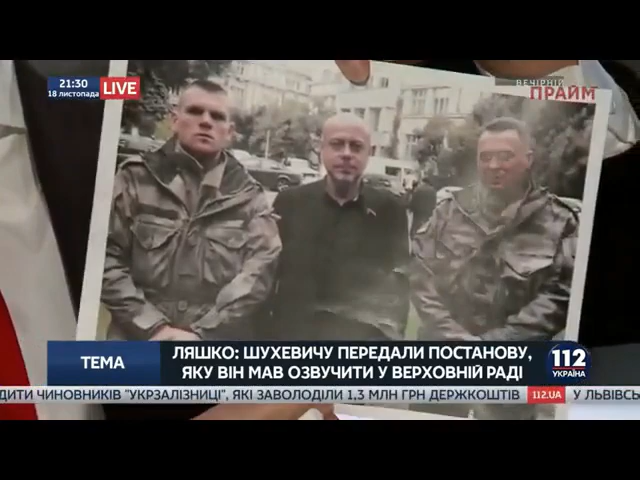 21:30
LIVE
18 листопада
ВЕЧІРНІЙ
ПРАЙМ
ТЕМА
ЛЯШКО: ШУХЕВИЧУ ПЕРЕДАЛИ ПОСТАНОВУ,
ЯКУ ВІН МАВ ОЗВУЧИТИ У ВЕРХОВНІЙ РАДІ
112
УКРАЇНА
ДИТИ ЧИНОВНИКІВ "УКРЗАЛІЗНИЦІ", ЯКІ ЗАВОЛОДІЛИ 1,3 МЛН ГРН ДЕРЖКОШТІВ 112.UA У ЛЬВІВСЬ